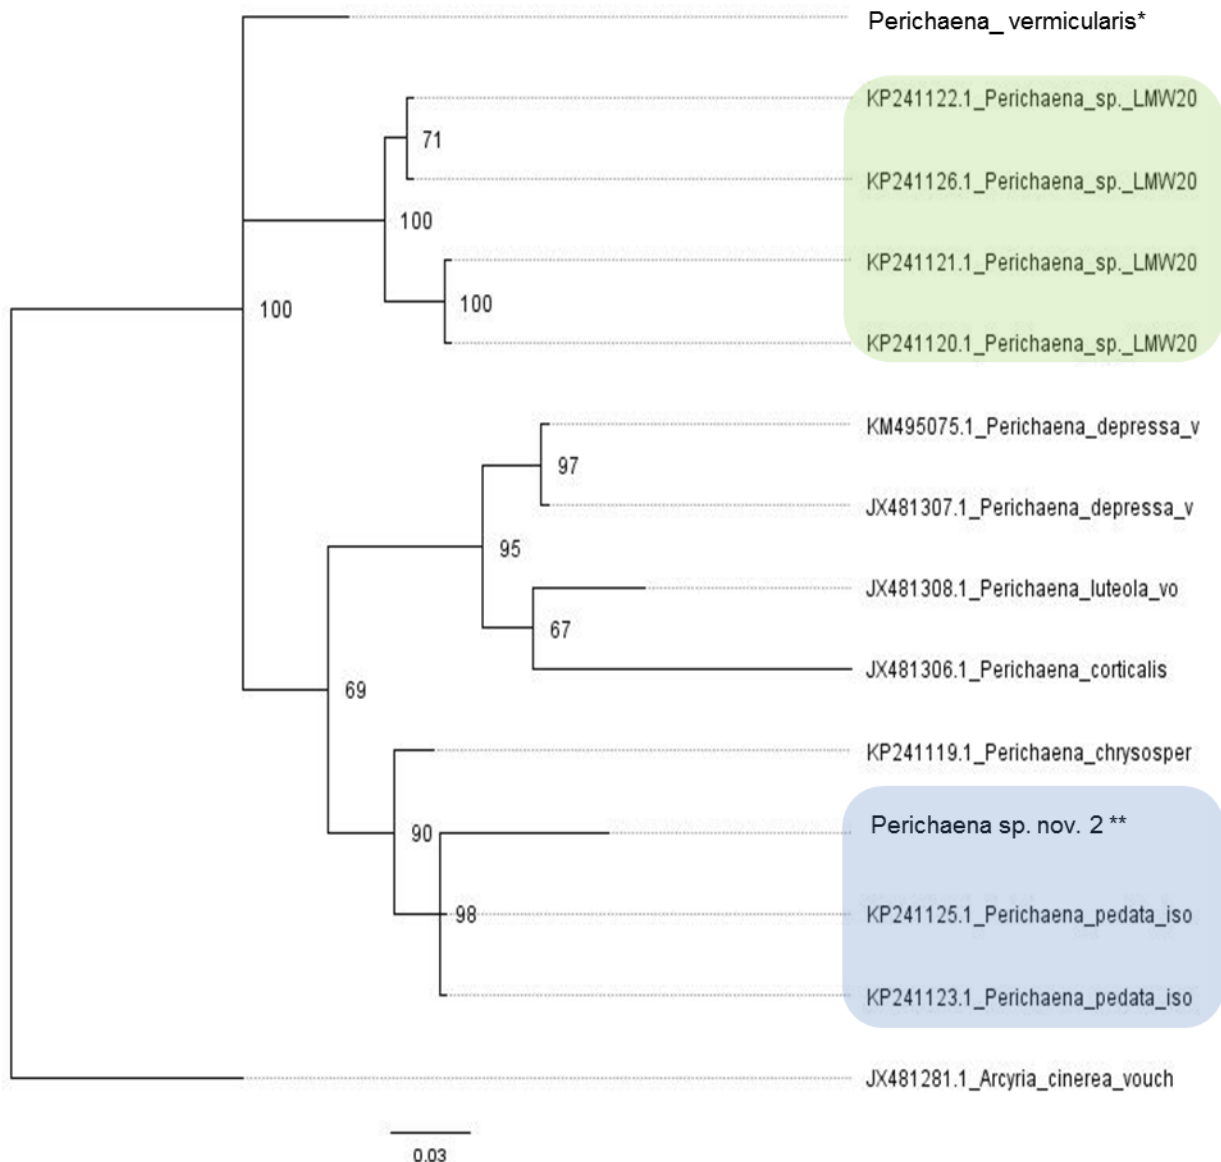 Perichaena_ vermicularis*
KP241122.1_Perichaena_sp._LMW20
71
KP241126.1_Perichaena_sp._LMW20
100
KP241121.1_Perichaena_sp._LMW20
100
100
KP241120.1_Perichaena_sp._LMW20
KM495075.1_Perichaena_depressa_v
97
JX481307.1_Perichaena_depressa_v
95
JX481308.1_Perichaena_luteola_vo
67
JX481306.1_Perichaena_corticalis
69
KP241119.1_Perichaena_chrysosper
90
Perichaena sp. nov. 2 **
98
KP241125.1_Perichaena_pedata_iso
KP241123.1_Perichaena_pedata_iso
JX481281.1_Arcyria_cinerea_vouch
0.03